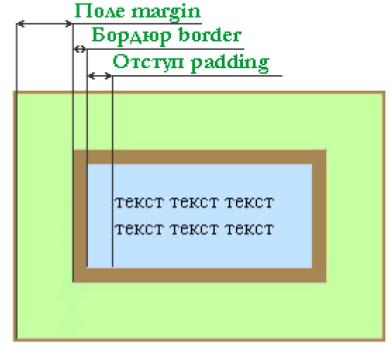 Поле margin
Бордюр border
Отступ padding
текст текст текст
текст текст текст